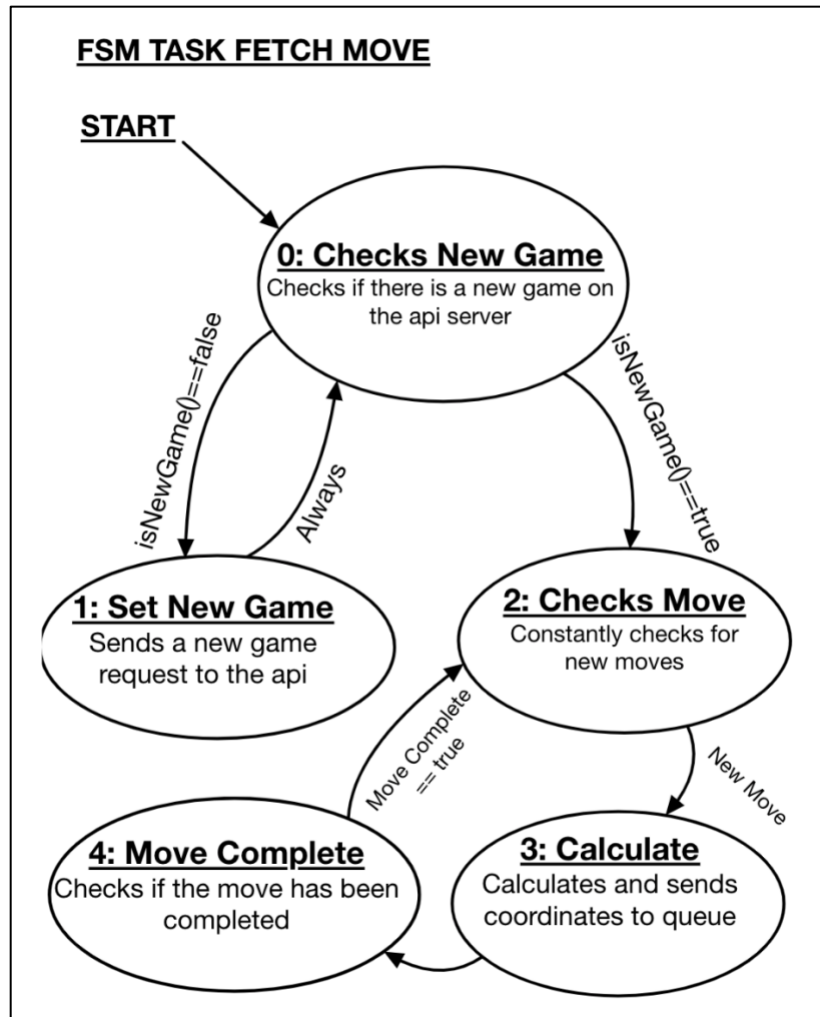 FSM TASK FETCH MOVE
START
0: Checks New Game
Checks if there is a new game on
the api server
isNewGame()==false
Always
isNewGame()==true
1: Set New Game
Sends a new game
request to the api
2: Checks Move
Constantly checks for
new moves
Move Complete
== true
New Move
4: Move Complete
Checks if the move has been
completed
3: Calculate
Calculates and sends
coordinates to queue